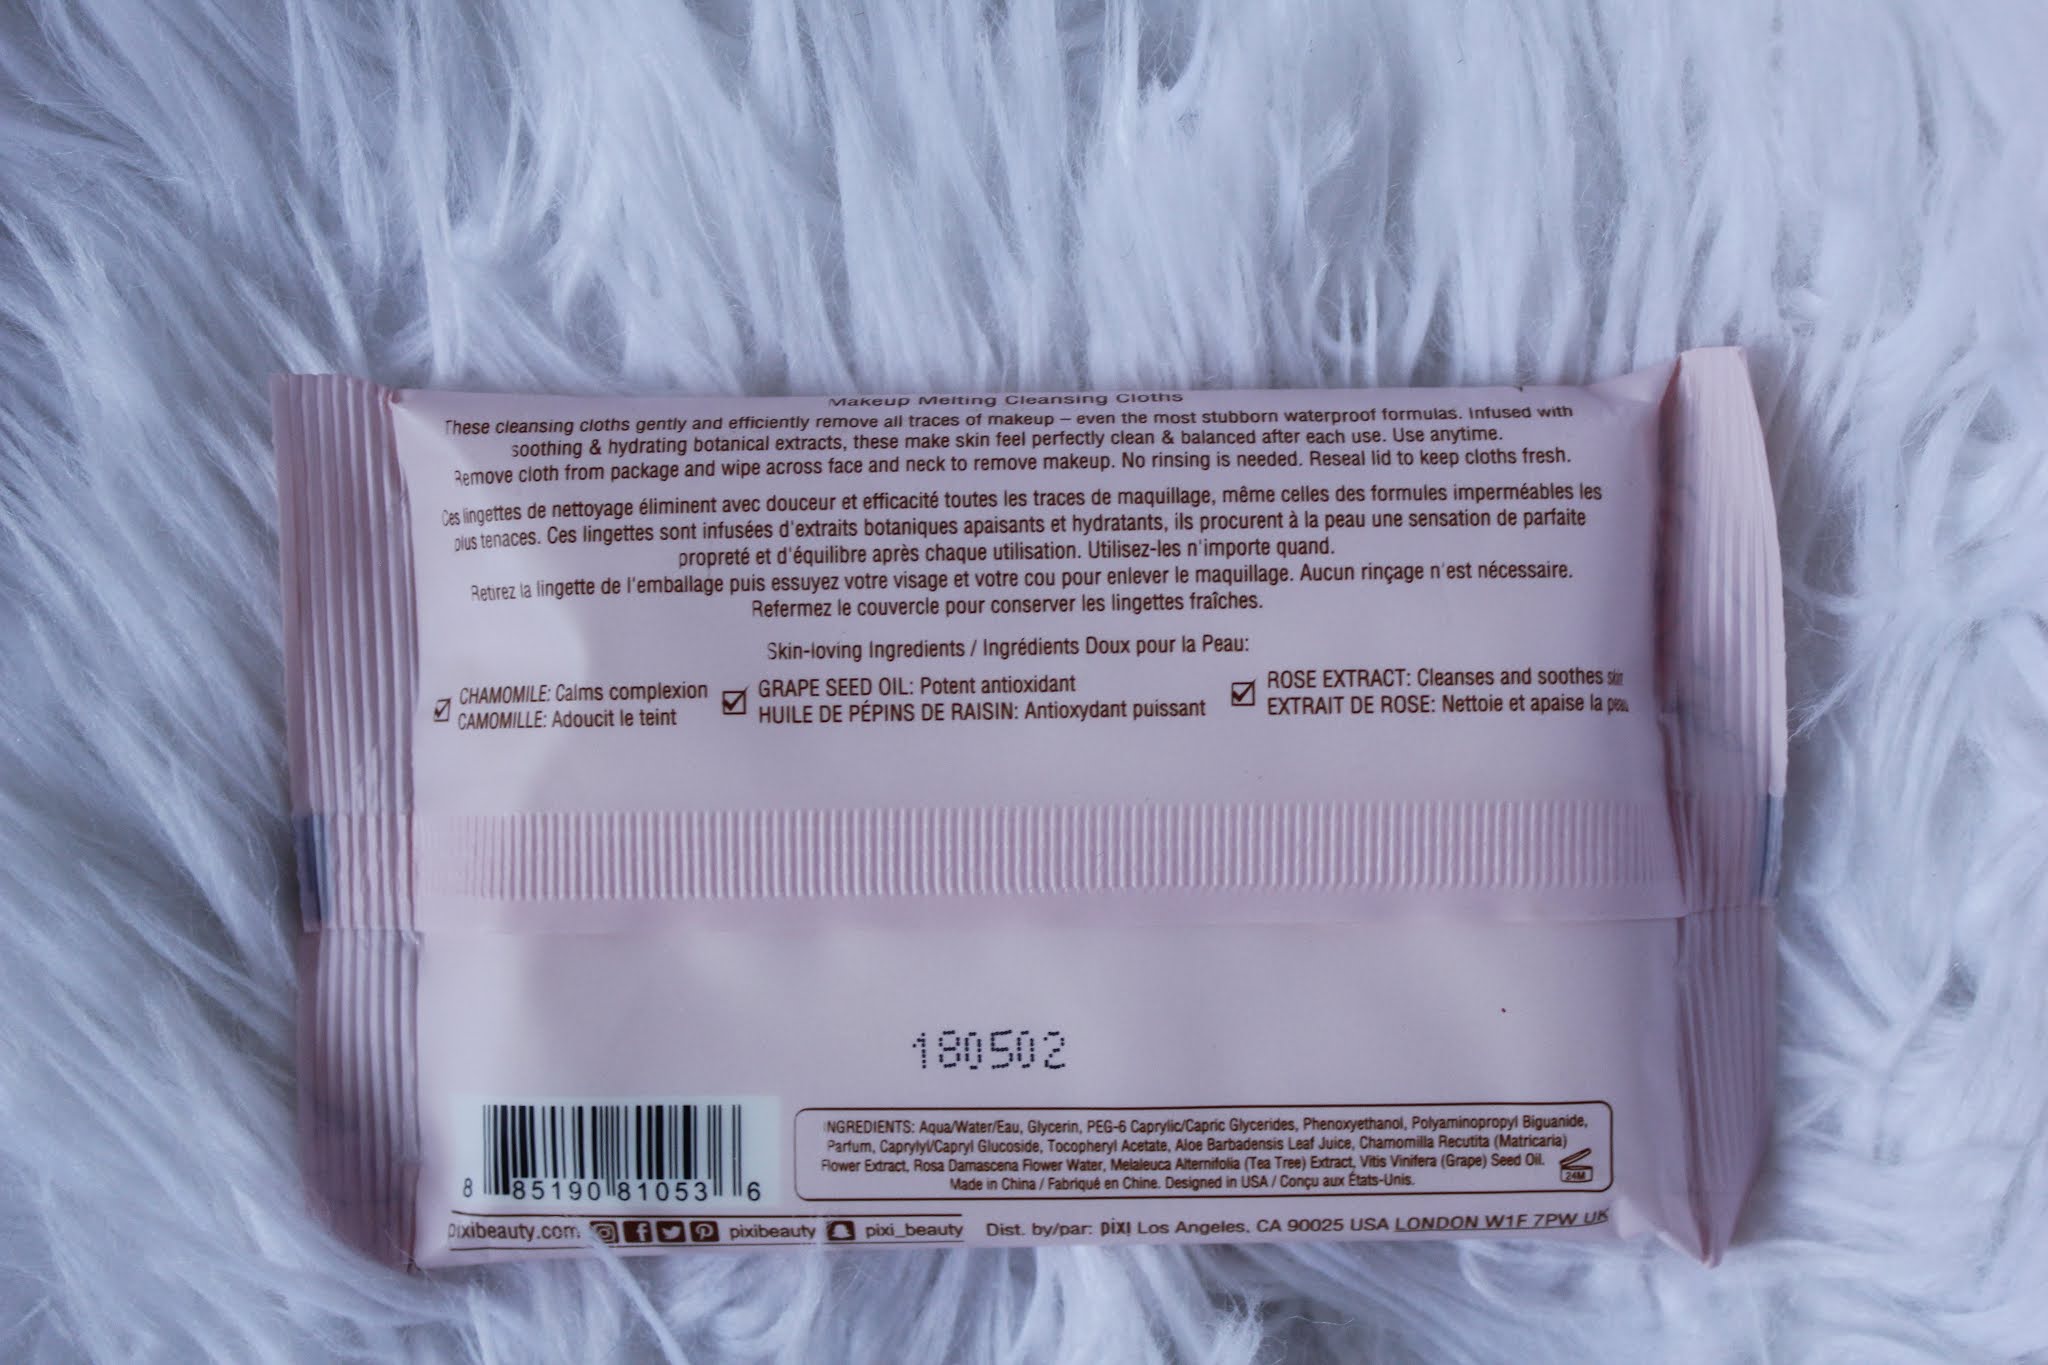 Makeup Melting Cleansing Cloths
These cleansing cloths gently and efficiently remove all traces of makeup – even the most stubborn waterproof formulas. Infused with
soothing & hydrating botanical extracts, these make skin feel perfectly clean & balanced after each use. Use anytime.
Remove cloth from package and wipe across face and neck to remove makeup. No rinsing is needed. Reseal lid to keep cloths fresh.
Ces lingettes de nettoyage éliminent avec douceur et efficacité toutes les traces de maquillage, même celles des formules imperméables les
plus tenaces. Ces lingettes sont infusées d'extraits botaniques apaisants et hydratants, ils procurent à la peau une sensation de parfaite
propreté et d'équilibre après chaque utilisation. Utilisez-les n'importe quand.
Retirez la lingette de l'emballage puis essuyez votre visage et votre cou pour enlever le maquillage. Aucun rinçage n'est nécessaire.
Refermez le couvercle pour conserver les lingettes fraîches.
Skin-loving Ingredients / Ingrédients Doux pour la Peau:
CHAMOMILE: Calms complexion
CAMOMILLE: Adoucit le teint
GRAPE SEED OIL: Potent antioxidant
HUILE DE PÉPINS DE RAISIN: Antioxydant puissant
ROSE EXTRACT: Cleanses and soothes skin
EXTRAIT DE ROSE: Nettoie et apaise la peau
180502
8 85190 81053 6
INGREDIENTS: Aqua/Water/Eau, Glycerin, PEG-6 Caprylic/Capric Glycerides, Phenoxyethanol, Polyaminopropyl Biguanide,
Parfum, Caprylyl/Capryl Glucoside, Tocopheryl Acetate, Aloe Barbadensis Leaf Juice, Chamomilla Recutita (Matricaria)
Flower Extract, Rosa Damascena Flower Water, Melaleuca Alternifolia (Tea Tree) Extract, Vitis Vinifera (Grape) Seed Oil.
Made in China / Fabriqué en Chine. Designed in USA / Conçu aux États-Unis.
24M
pixibeauty.com pixibeauty pixi_beauty Dist. by/par: pixi Los Angeles, CA 90025 USA LONDON W1F 7PW UK